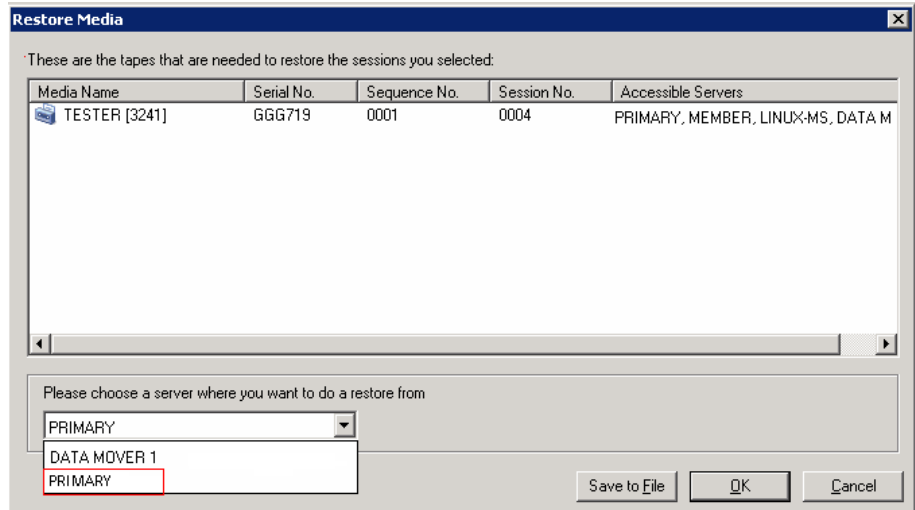 Restore Media
These are the tapes that are needed to restore the sessions you selected:
Media Name Serial No. Sequence No. Session No. Accessible Servers
TESTER [3241] GGG719 0001 0004 PRIMARY, MEMBER, LINUX-MS, DATA M
Please choose a server where you want to do a restore from
PRIMARY
DATA MOVER 1
PRIMARY
Save to File OK Cancel